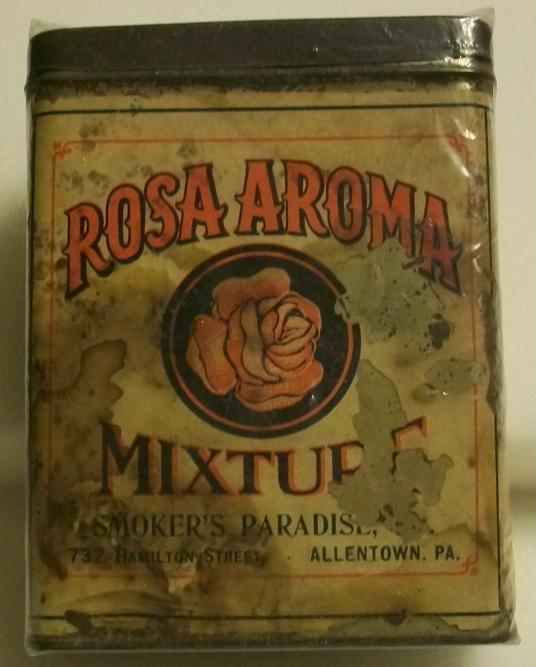 ROSA AROMA
MIXTURE
SMOKER'S PARADISE,
732 HAMILTON STREET, - ALLENTOWN, PA.